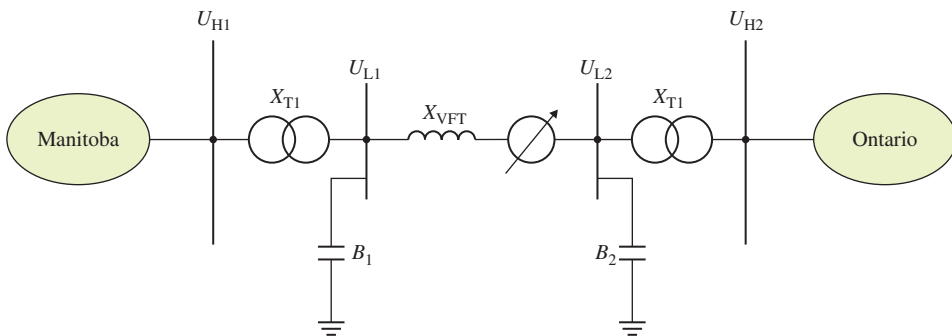 U_H1
U_H2
U_L1
U_L2
X_T1
X_VFT
X_T1
Manitoba
Ontario
B_1
B_2